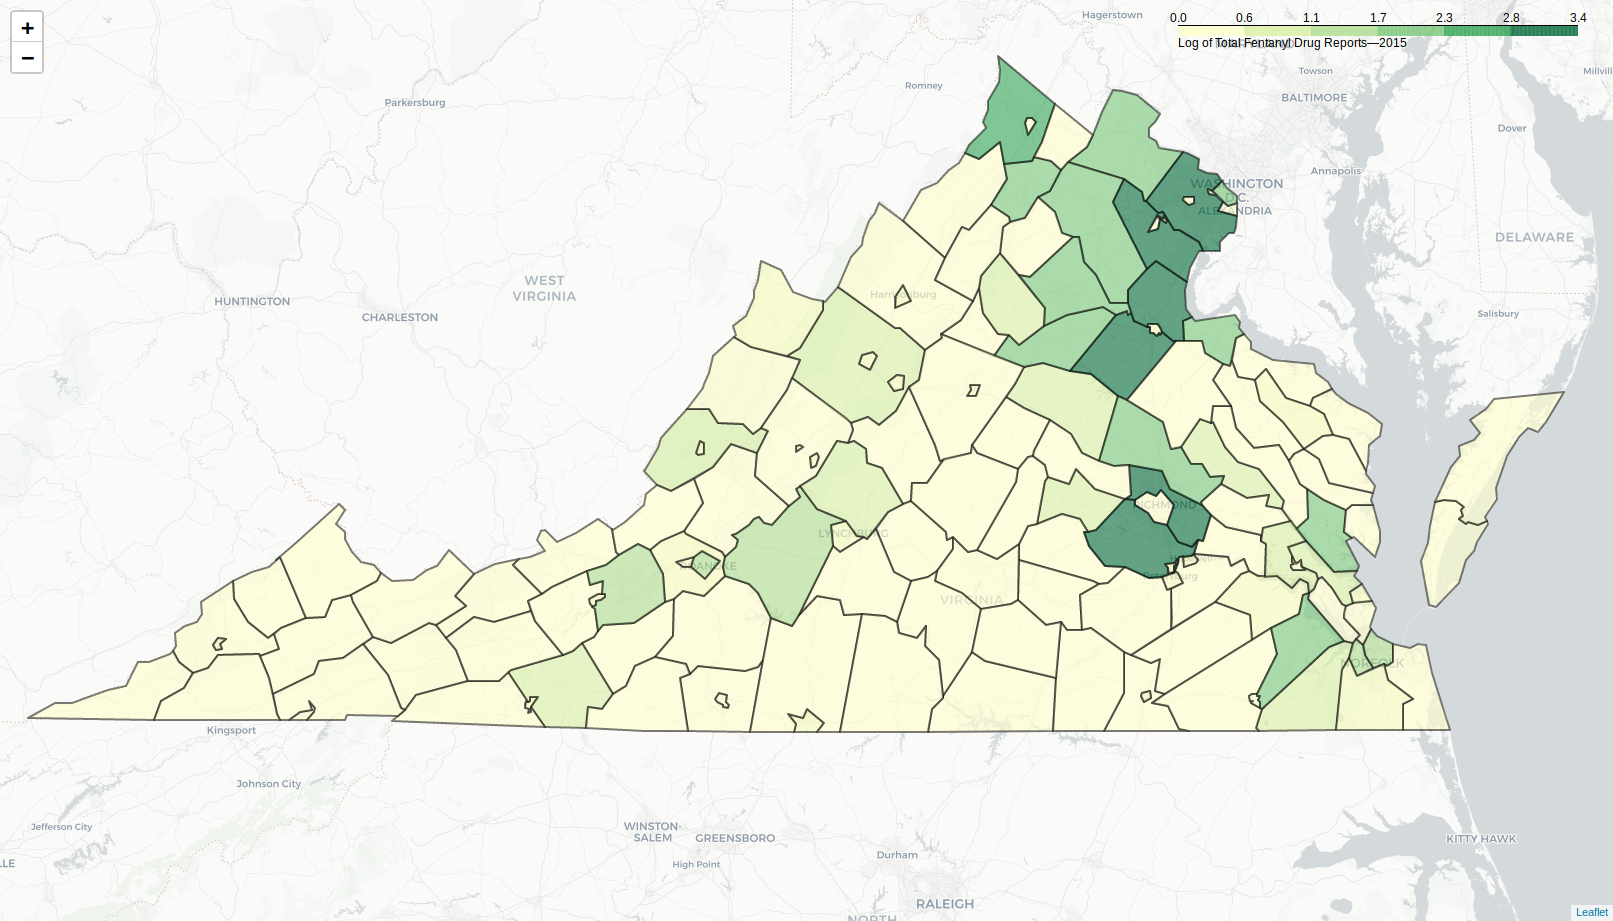 +
−
0.0 0.6 1.1 1.7 2.3 2.8 3.4
Log of Total Fentanyl Drug Reports—2015
Hagerstown
Romney
Towson
Millvill
Parkersburg
BALTIMORE
Dover
Annapolis
WASHINGTON
D.C.
ALEXANDRIA
DELAWARE
WEST
VIRGINIA
HUNTINGTON
Harrisonburg
CHARLESTON
Salisbury
RICHMOND
LYNCHBURG
ROANOKE
Petersburg
VIRGINIA
NORFOLK
Kingsport
Johnson City
Jefferson City
WINSTON-
SALEM
GREENSBORO
KITTY HAWK
High Point
Durham
LLE
RALEIGH
NORTH
Leaflet